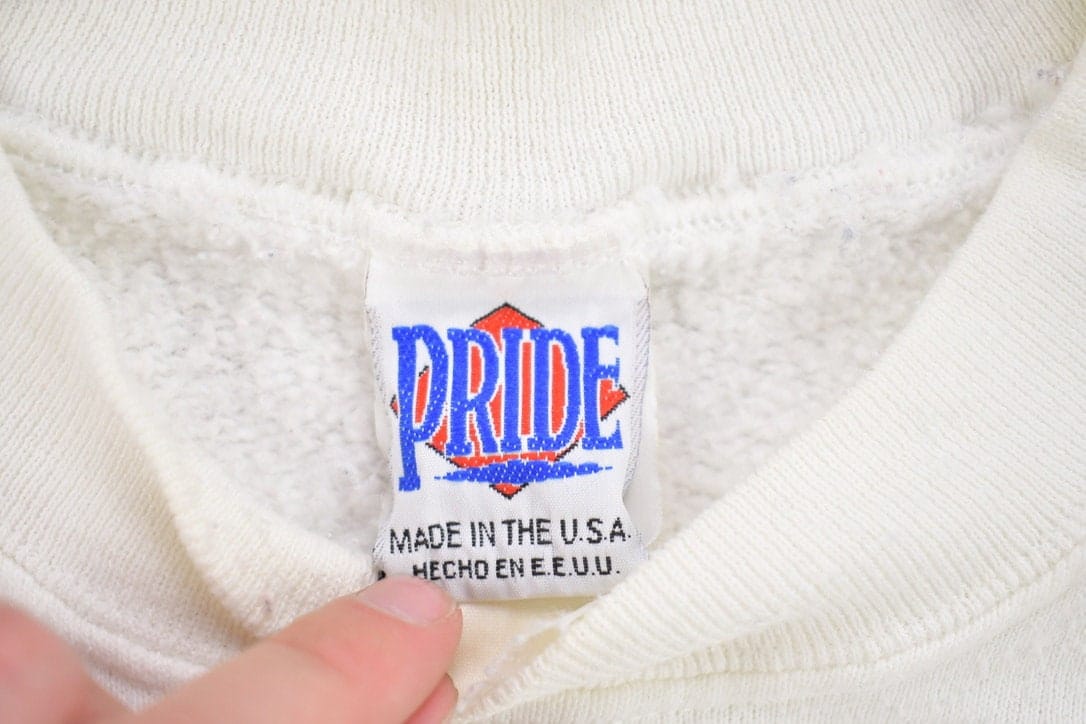 PRIDE
MADE IN THE U.S.A.
HECHO EN E.E.U.U.